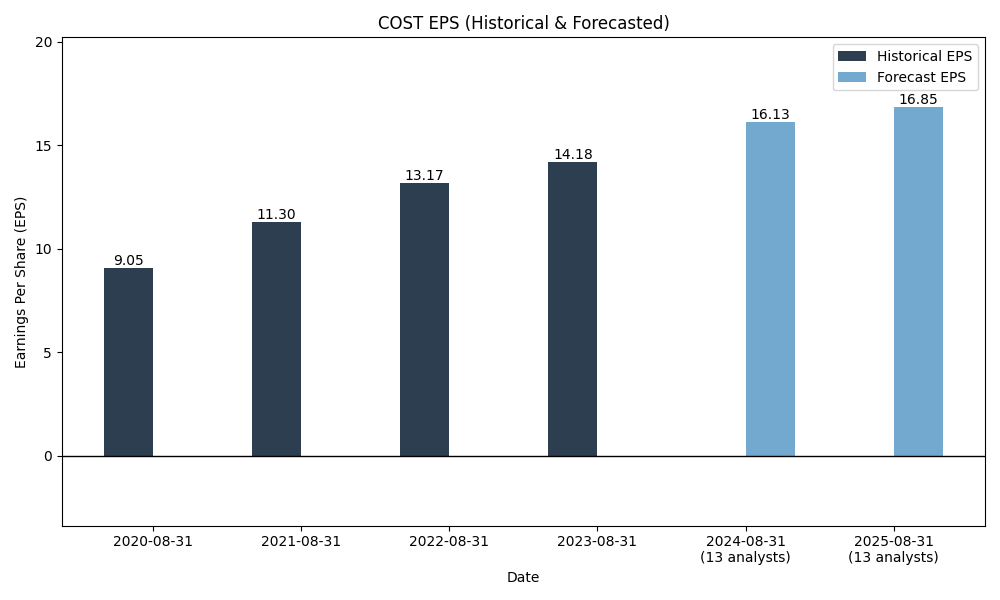 COST EPS (Historical & Forecasted)
Historical EPS
Forecast EPS
Earnings Per Share (EPS)
20
15
10
5
0
9.05
11.30
13.17
14.18
16.13
16.85
2020-08-31
2021-08-31
2022-08-31
2023-08-31
2024-08-31
(13 analysts)
2025-08-31
(13 analysts)
Date